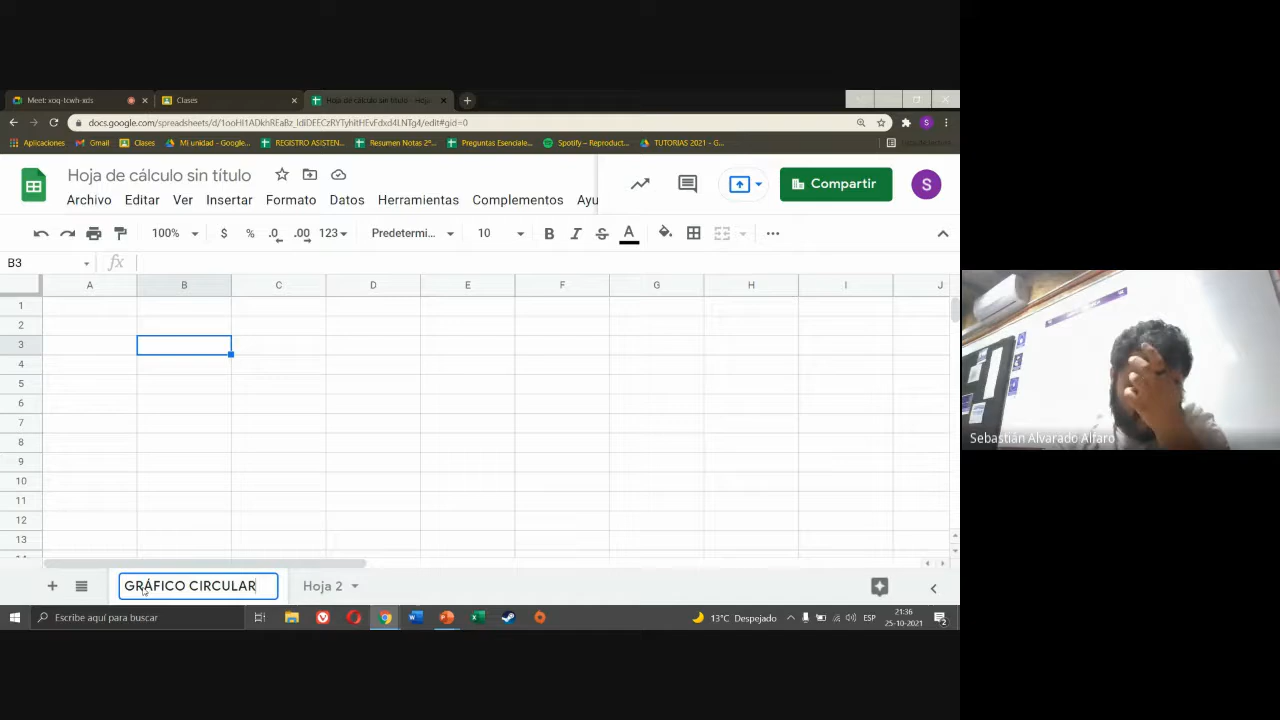 Meet: xoq-tcwh-xds
Clases
Hoja de cálculo sin título - Hoja
docs.google.com/spreadsheets/d/
/edit#gid=0
S
Aplicaciones
Gmail
Clases
Mi unidad - Google...
REGISTRO ASISTEN...
Resumen Notas 2º...
Preguntas Esenciale...
Spotify – Reproduct...
TUTORIAS 2021 - G...
Hoja de cálculo sin título
Archivo Editar Ver Insertar Formato Datos Herramientas Complementos Ayu
Compartir
S
100% $ % .0 .00 123 Predetermi... 10 B I S A
B3 fx
A B C D E F G H I J
1
2
3
4
5
6
7
8
9
10
11
12
13
GRÁFICO CIRCULAR Hoja 2
Escribe aquí para buscar
13°C Despejado
ESP
21:36
25-10-2021
2
Sebastián Alvarado Alfaro